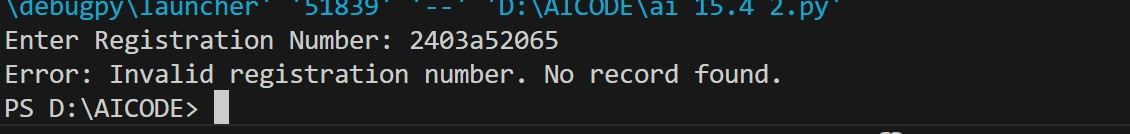 \debugpy\launcher' '51839' '--' 'D:\AICODE\ai 15.4 2.py'
Enter Registration Number: 2403a52065
Error: Invalid registration number. No record found.
PS D:\AICODE>